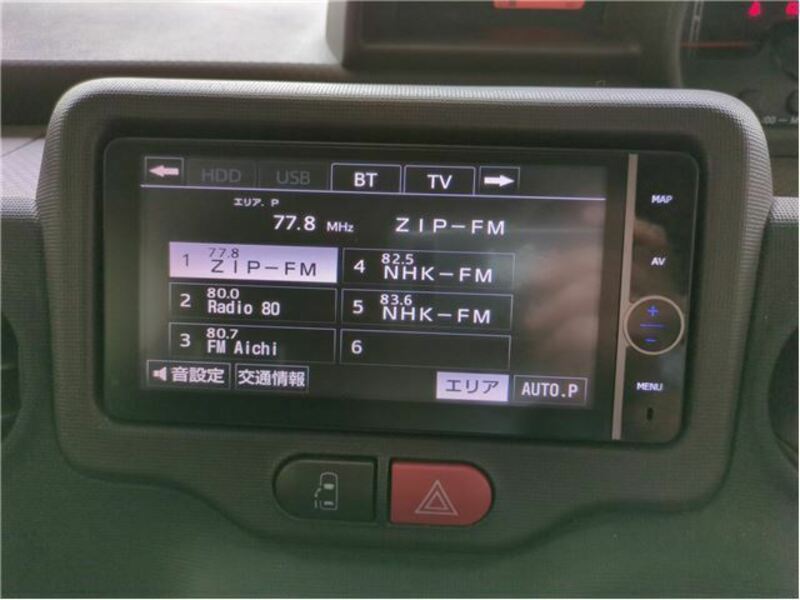 HDD USB BT TV
エリア. P
77.8 MHz ZIP-FM
1 77.8 ZIP-FM
2 80.0 Radio 80
3 80.7 FM Aichi
4 82.5 NHK-FM
5 83.6 NHK-FM
6
音設定 交通情報 エリア AUTO.P
MAP
AV
+
-
MENU